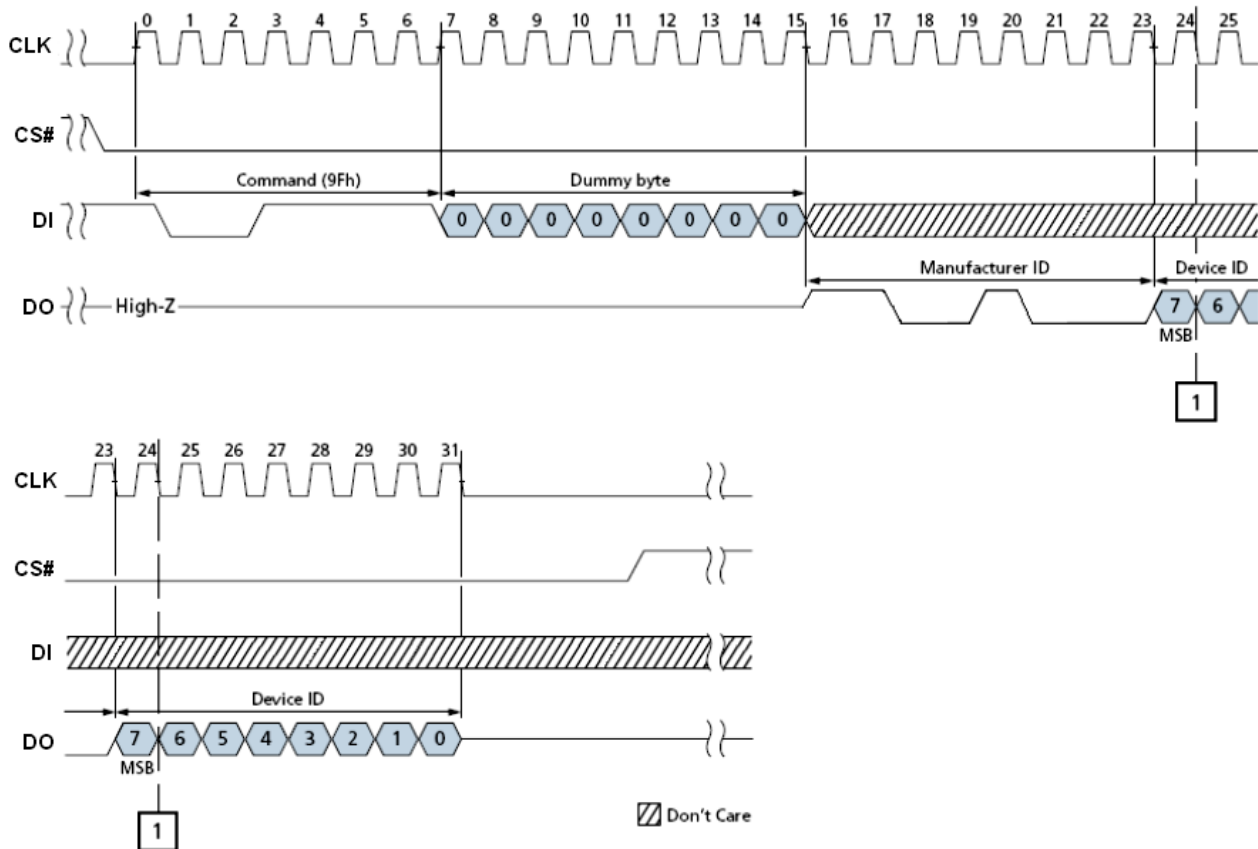 0 1 2 3 4 5 6 7 8 9 10 11 12 13 14 15 16 17 18 19 20 21 22 23 24 25
CLK
CS#
Command (9Fh) Dummy byte
DI 0 0 0 0 0 0 0 0
Manufacturer ID Device ID
DO High-Z 7 6
MSB
1
23 24 25 26 27 28 29 30 31
CLK
CS#
DI
Device ID
DO 7 6 5 4 3 2 1 0
MSB
1 Don't Care